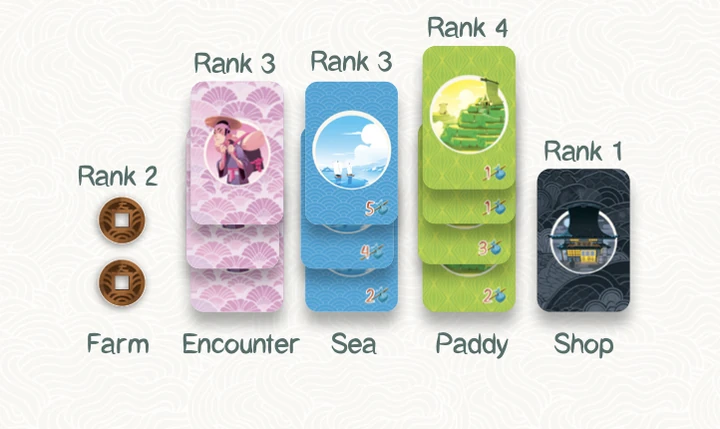 Rank 4
Rank 3
Rank 3
Rank 1
Rank 2
5
4
2
1
1
3
2
Farm
Encounter
Sea
Paddy
Shop